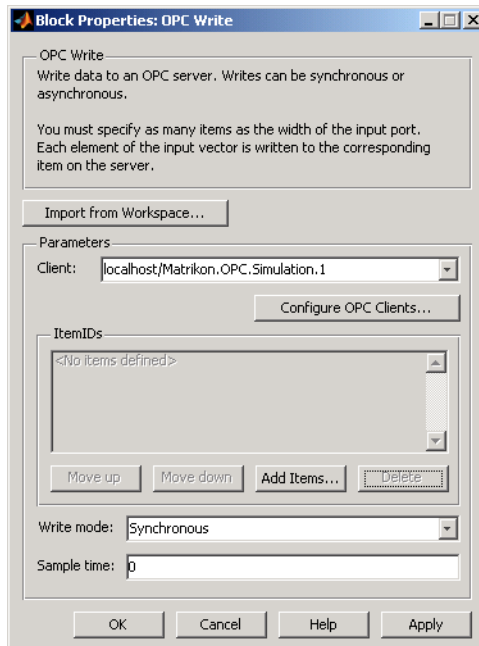 Block Properties: OPC Write
OPC Write
Write data to an OPC server. Writes can be synchronous or
asynchronous.
You must specify as many items as the width of the input port.
Each element of the input vector is written to the corresponding
item on the server.
Import from Workspace...
Parameters
Client: localhost/Matrikon.OPC.Simulation.1
Configure OPC Clients...
ItemIDs
<No items defined>
Move up Move down Add Items... Delete
Write mode: Synchronous
Sample time: 0
OK Cancel Help Apply